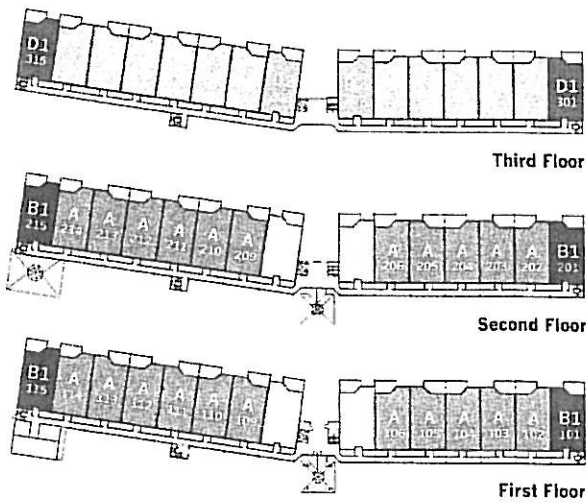 D1
315
D1
301
Third Floor
B1
215
A
214
A
213
A
212
A
211
A
210
A
209
A
206
A
205
A
204
A
203
A
202
B1
201
Second Floor
B1
115
A
114
A
113
A
112
A
111
A
110
A
109
A
106
A
105
A
104
A
103
A
102
B1
101
First Floor